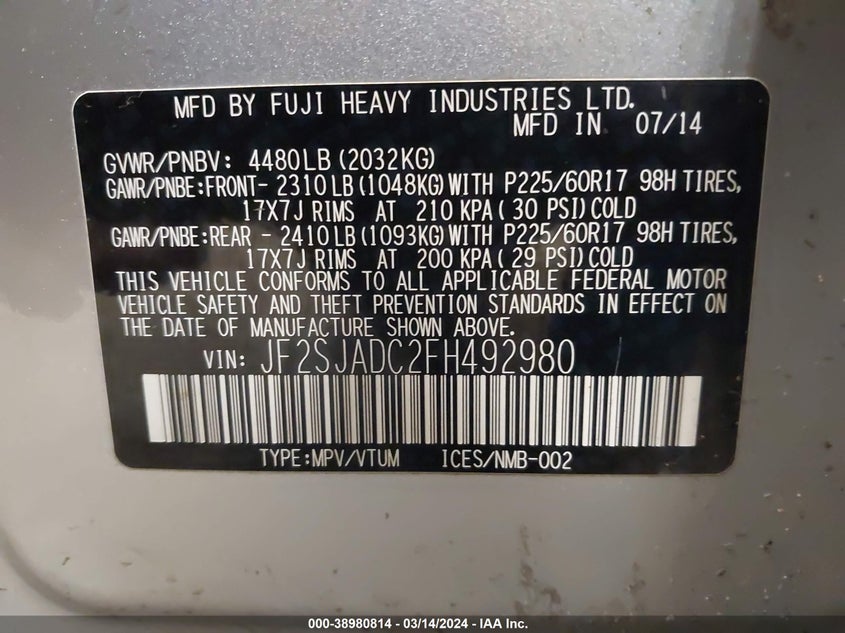 MFD BY FUJI HEAVY INDUSTRIES LTD.
MFD IN 07/14
GVWR/PNBV: 4480LB(2032KG)
GAWR/PNBE:FRONT- 2310LB(1048KG)WITH P225/60R17 98H TIRES,
17X7J RIMS AT 210 KPA(30 PSI)COLD
GAWR/PNBE:REAR - 2410LB(1093KG)WITH P225/60R17 98H TIRES,
17X7J RIMS AT 200 KPA(29 PSI)COLD
THIS VEHICLE CONFORMS TO ALL APPLICABLE FEDERAL MOTOR
VEHICLE SAFETY AND THEFT PREVENTION STANDARDS IN EFFECT ON
THE DATE OF MANUFACTURE SHOWN ABOVE.
VIN: JF2SJADC2FH492980
TYPE:MPV/VTUM ICES/NMB-002
000-38980814 - 03/14/2024 - IAA Inc.